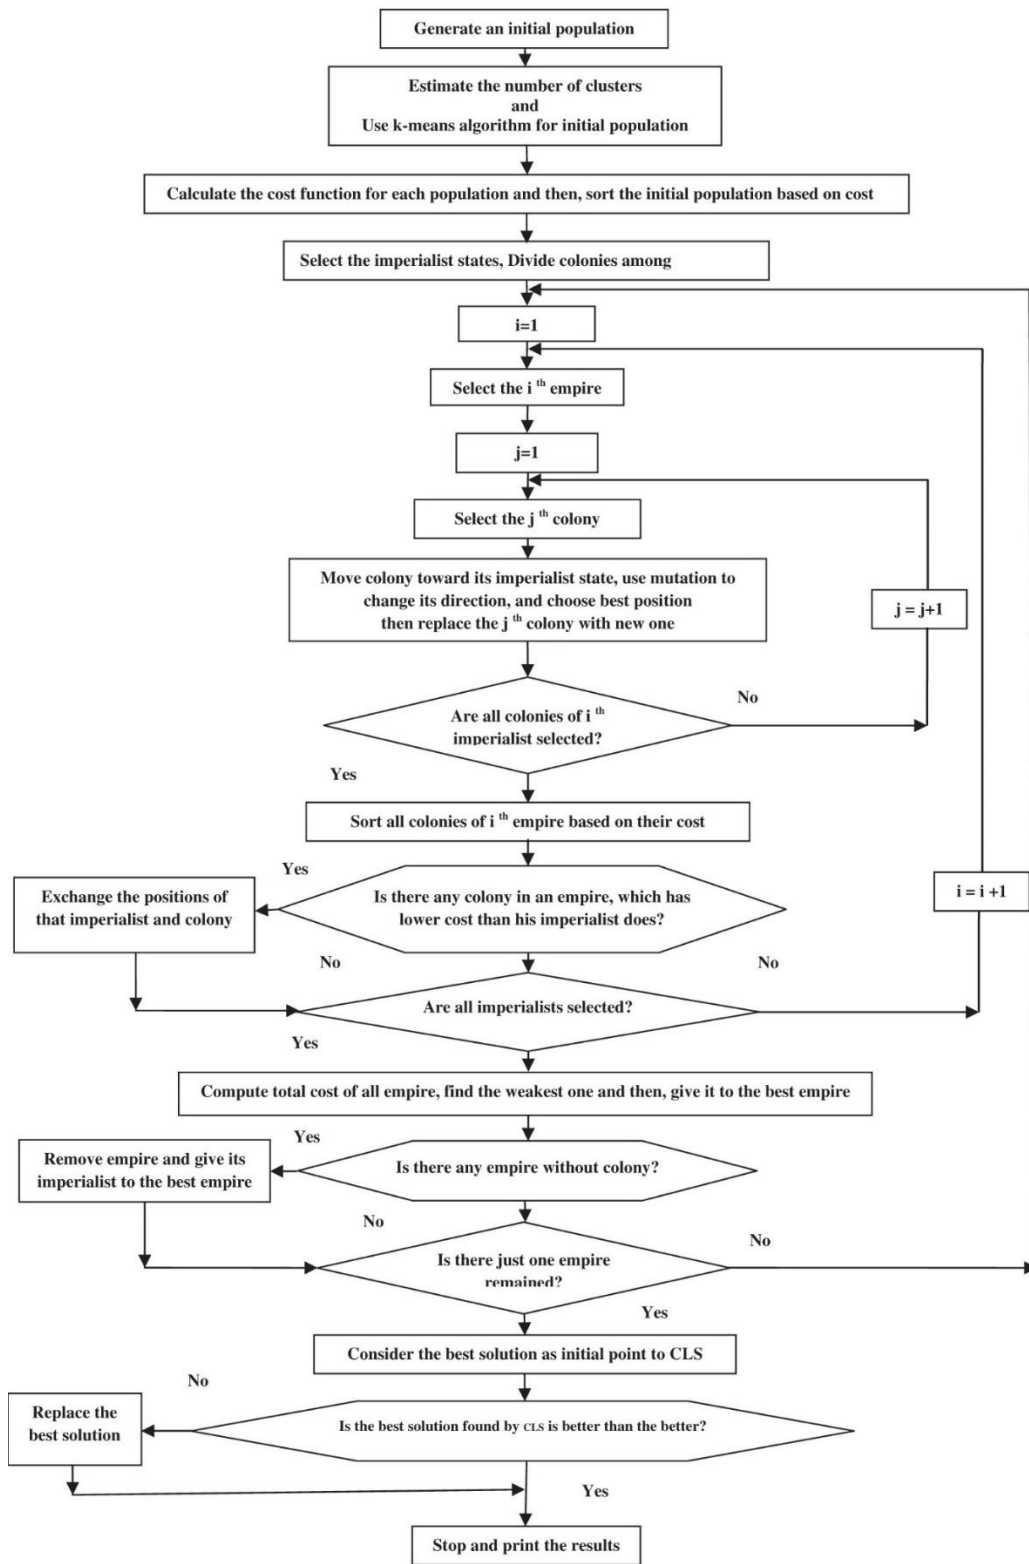 Generate an initial population
Estimate the number of clusters
and
Use k-means algorithm for initial population
Calculate the cost function for each population and then, sort the initial population based on cost
Select the imperialist states, Divide colonies among
i=1
Select the i th empire
j=1
Select the j th colony
Move colony toward its imperialist state, use mutation to
change its direction, and choose best position
then replace the j th colony with new one
j = j+1
No
Are all colonies of i th
imperialist selected?
Yes
Sort all colonies of i th empire based on their cost
Yes
Exchange the positions of
that imperialist and colony
Is there any colony in an empire, which has
lower cost than his imperialist does?
i = i +1
No
No
Are all imperialists selected?
Yes
Compute total cost of all empire, find the weakest one and then, give it to the best empire
Yes
Remove empire and give its
imperialist to the best empire
Is there any empire without colony?
No
No
Is there just one empire
remained?
Yes
Consider the best solution as initial point to CLS
No
Replace the
best solution
Is the best solution found by CLS is better than the better?
Yes
Stop and print the results